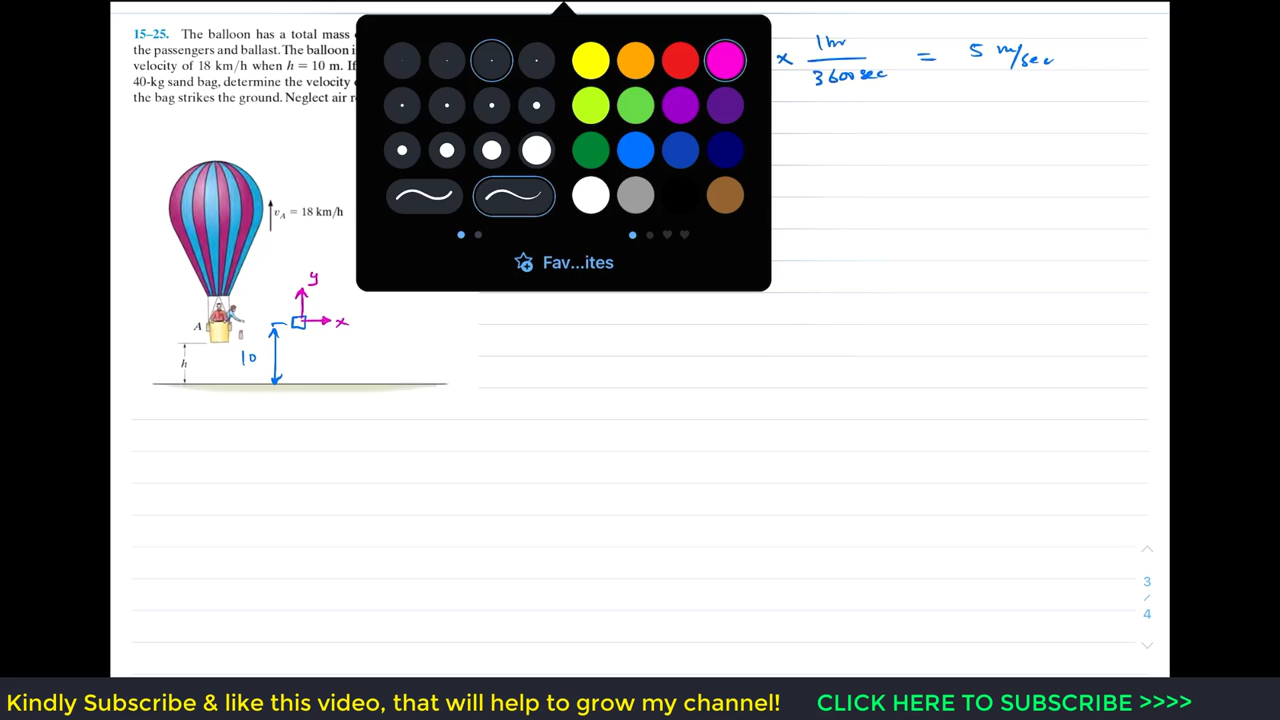 15–25. The balloon has a total mass
the passengers and ballast. The balloon i
velocity of 18 km/h when h = 10 m. If
40-kg sand bag, determine the velocity
the bag strikes the ground. Neglect air r
x 1hr
3600sec
= 5 m/sec
vA = 18 km/h
y
x
A
10
h
Fav...ites
3
/
4
Kindly Subscribe & like this video, that will help to grow my channel!
CLICK HERE TO SUBSCRIBE >>>>